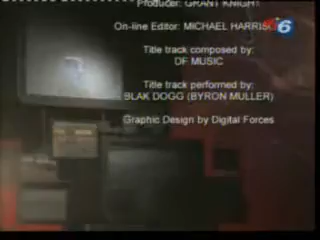 Producer: GRANT KNIGHT
On-line Editor: MICHAEL HARRIS
6
Title track composed by:
DF MUSIC
Title track performed by:
BLAK DOGG (BYRON MULLER)
Graphic Design by Digital Forces